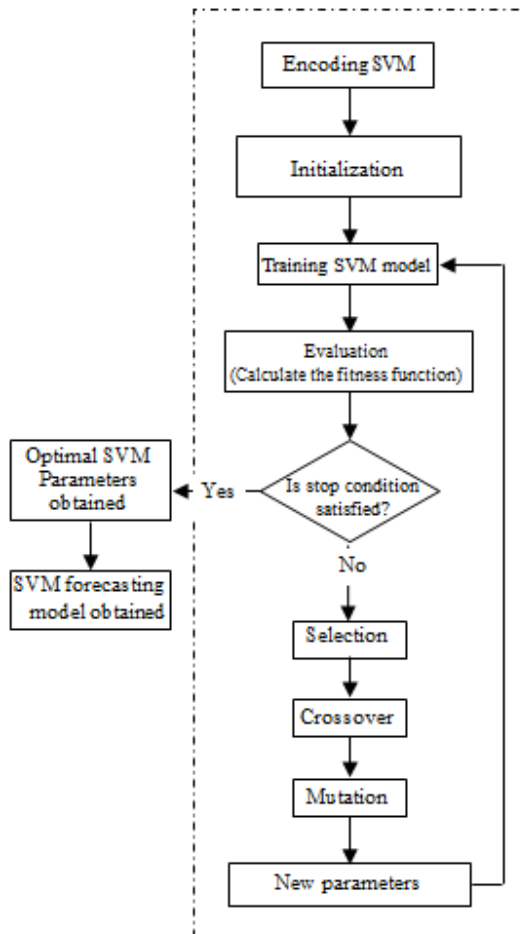 Encoding SVM
Initialization
Training SVM model
Evaluation
(Calculate the fitness function)
Is stop condition
satisfied?
Yes
Optimal SVM
Parameters
obtained
SVM forecasting
model obtained
No
Selection
Crossover
Mutation
New parameters